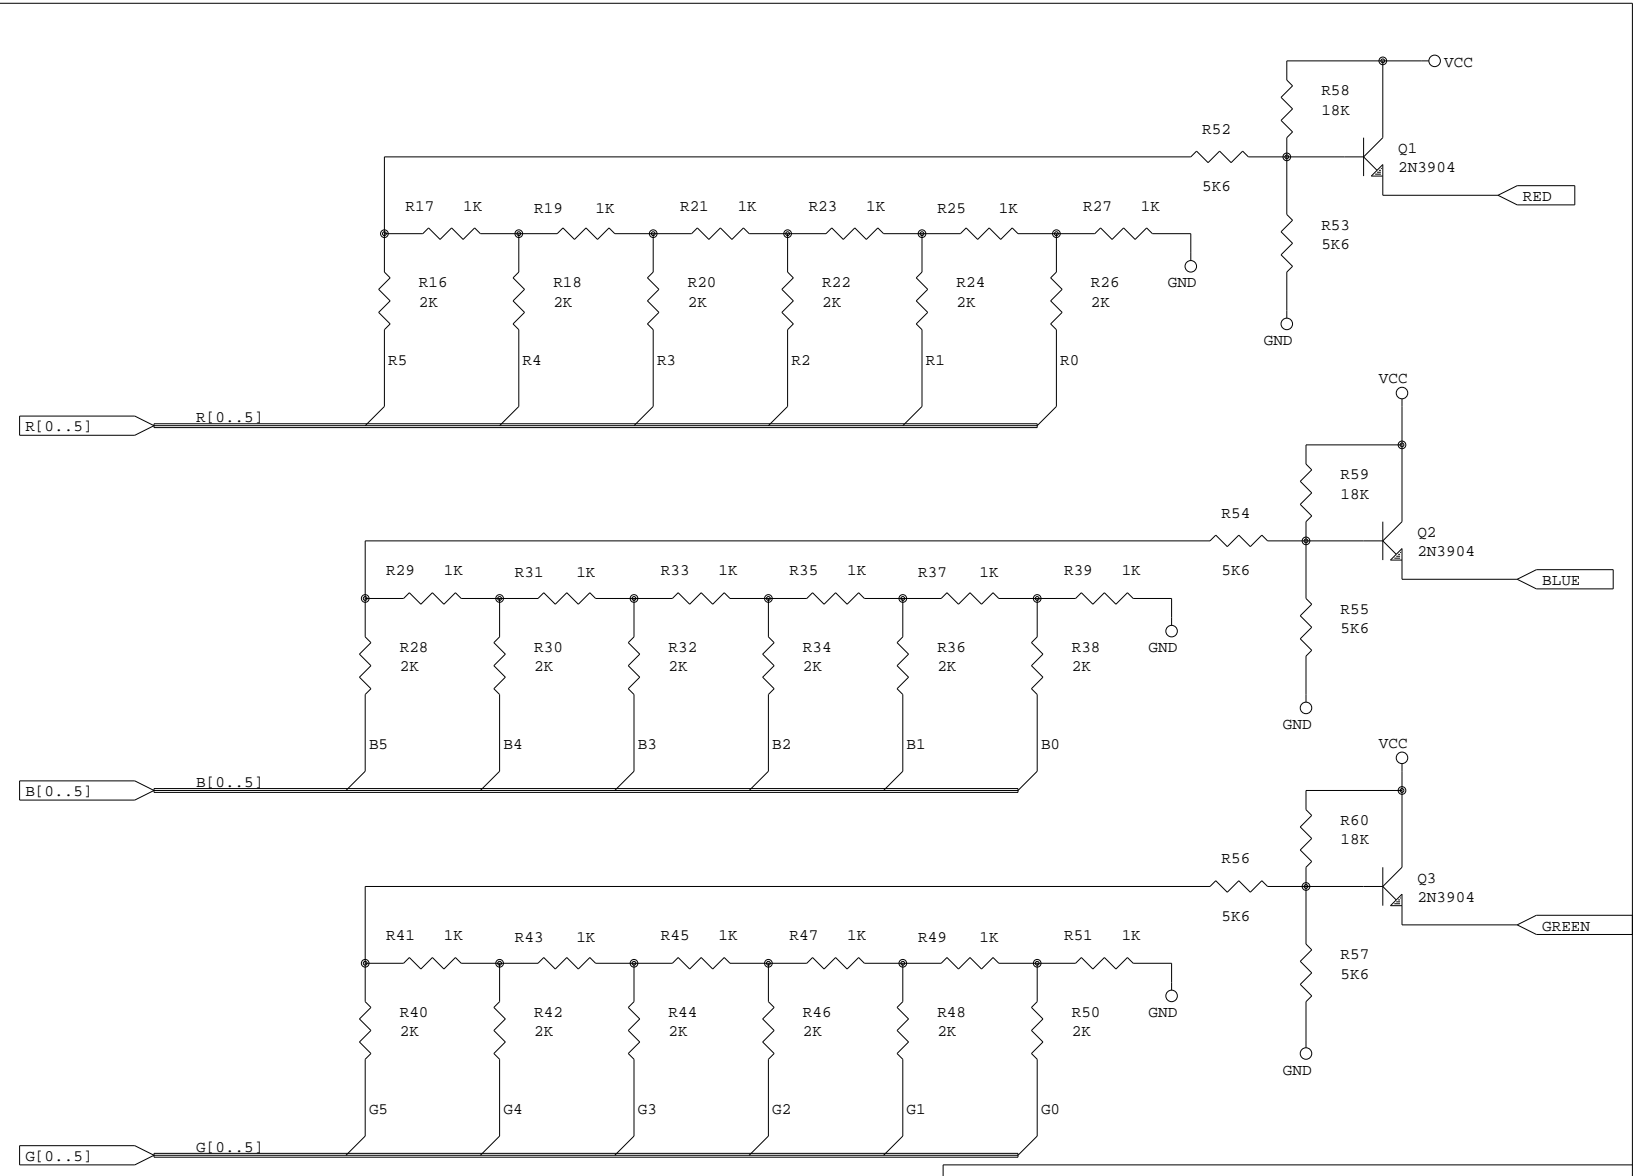 VCC
R58
18K
R52
Q1
2N3904
5K6
RED
R17 1K R19 1K R21 1K R23 1K R25 1K R27 1K
R53
5K6
R16 R18 R20 R22 R24 R26 GND
2K 2K 2K 2K 2K 2K
GND
R5 R4 R3 R2 R1 R0
VCC
R[0..5] R[0..5]
R59
18K
R54
Q2
2N3904
5K6
BLUE
R29 1K R31 1K R33 1K R35 1K R37 1K R39 1K
R55
5K6
R28 R30 R32 R34 R36 R38 GND
2K 2K 2K 2K 2K 2K
GND
B5 B4 B3 B2 B1 B0
VCC
B[0..5] B[0..5]
R60
18K
R56
Q3
2N3904
5K6
GREEN
R41 1K R43 1K R45 1K R47 1K R49 1K R51 1K
R57
5K6
R40 R42 R44 R46 R48 R50 GND
2K 2K 2K 2K 2K 2K
GND
G5 G4 G3 G2 G1 G0
G[0..5] G[0..5]